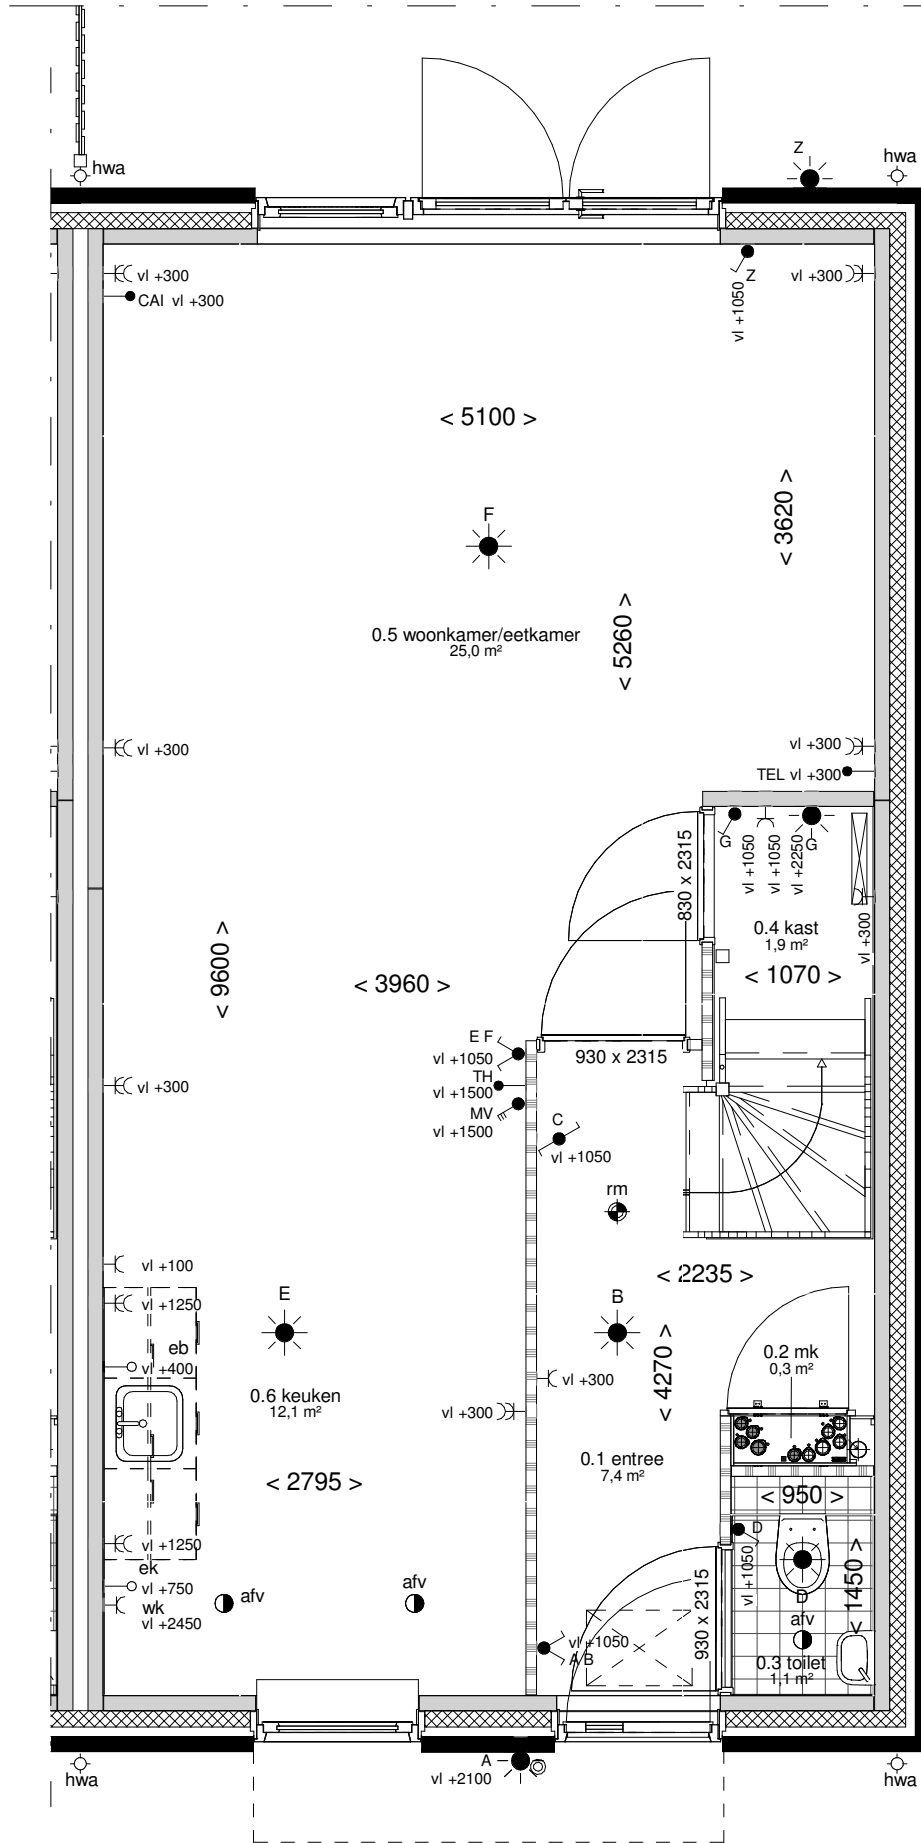 hwa
Z
hwa
vl +300
CAI vl +300
Z
vl +1050
vl +300
< 5100 >
< 3620 >
F
< 5260 >
0.5 woonkamer/eetkamer
25,0 m²
vl +300
vl +300
TEL vl +300
G
vl +1050
vl +1050
vl +2250
G
830 x 2315
0.4 kast
1,9 m²
vl +300
< 1070 >
< 9600 >
< 3960 >
E F
vl +1050
TH
vl +1500
MV
vl +1500
930 x 2315
vl +300
C
vl +1050
rm
vl +100
vl +1250
E
B
< 2235 >
eb
vl +400
0.2 mk
0,3 m²
< 4270 >
0.6 keuken
12,1 m²
vl +300
vl +300
0.1 entree
7,4 m²
< 2795 >
< 950 >
vl +1250
D
vl +1050
ek
vl +750
wk
vl +2450
afv
afv
D
afv
< 1450 >
930 x 2315
vl +1050
A/B
0.3 toilet
1,1 m²
hwa
A
vl +2100
hwa